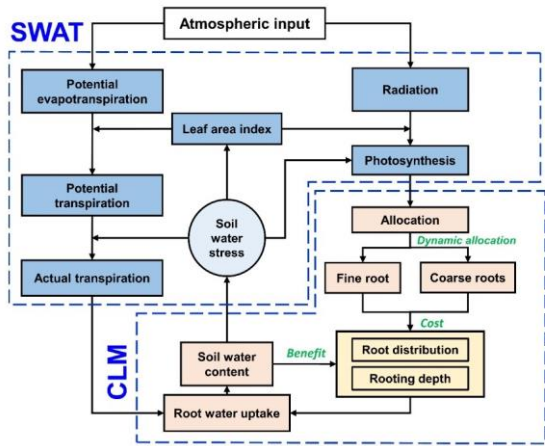 SWAT
Atmospheric input
Potential
evapotranspiration
Radiation
Leaf area index
Photosynthesis
Potential
transpiration
Soil
water
stress
Allocation
Dynamic allocation
Actual transpiration
Fine root
Coarse roots
Cost
CLM
Soil water
content
Benefit
Root distribution
Rooting depth
Root water uptake